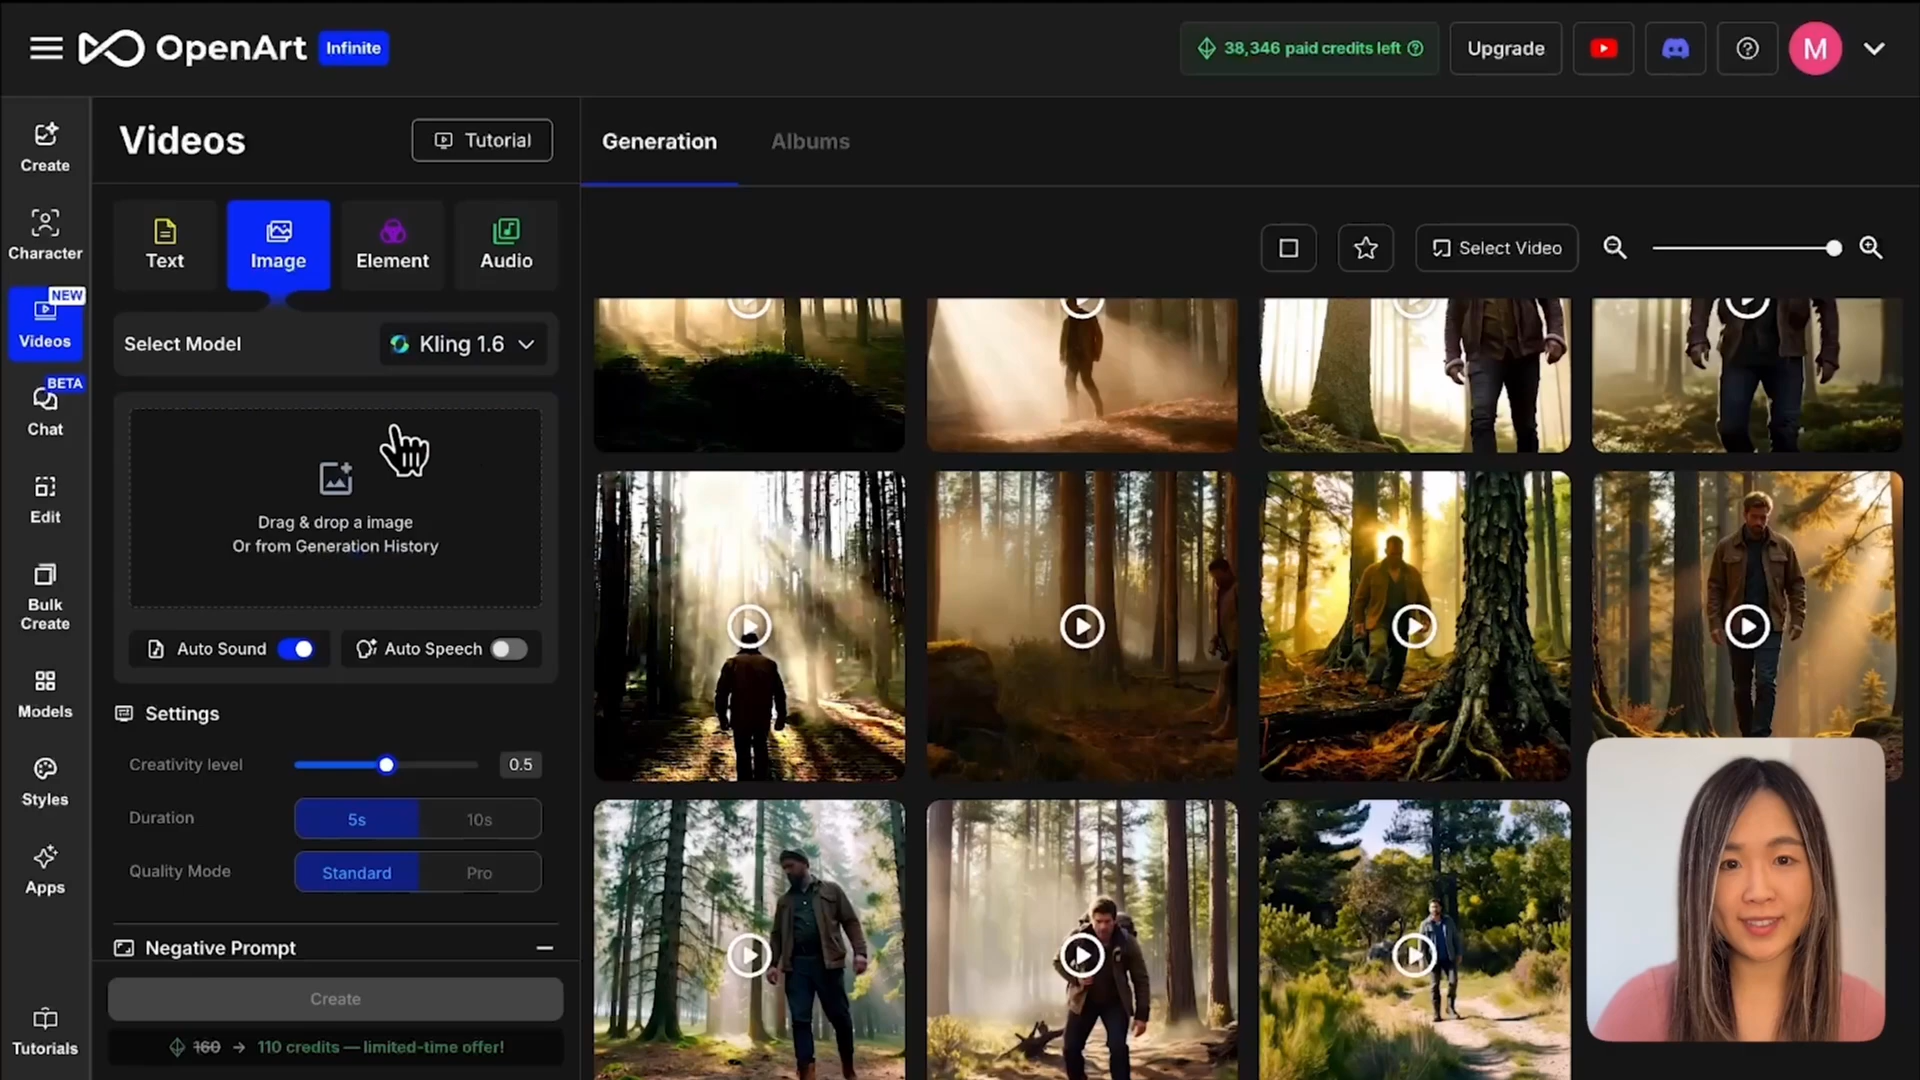 OpenArt Infinite
38,346 paid credits left
Upgrade
M
Create
Character
NEW
Videos
BETA
Chat
Edit
Bulk
Create
Models
Styles
Apps
Tutorials
Videos
Tutorial
Text
Image
Element
Audio
Select Model
Kling 1.6
Drag & drop a image
Or from Generation History
Auto Sound
Auto Speech
Settings
Creativity level
0.5
Duration
5s
10s
Quality Mode
Standard
Pro
Negative Prompt
Create
160 → 110 credits — limited-time offer!
Generation
Albums
Select Video